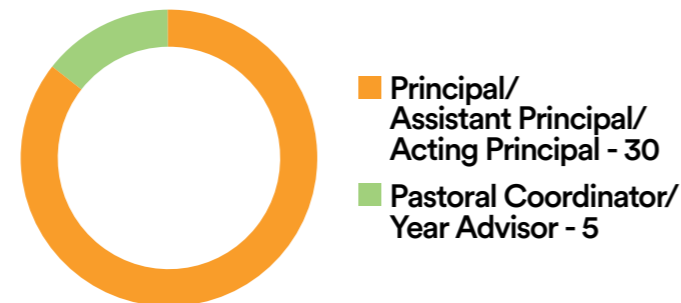 Principal/
Assistant Principal/
Acting Principal - 30
Pastoral Coordinator/
Year Advisor - 5